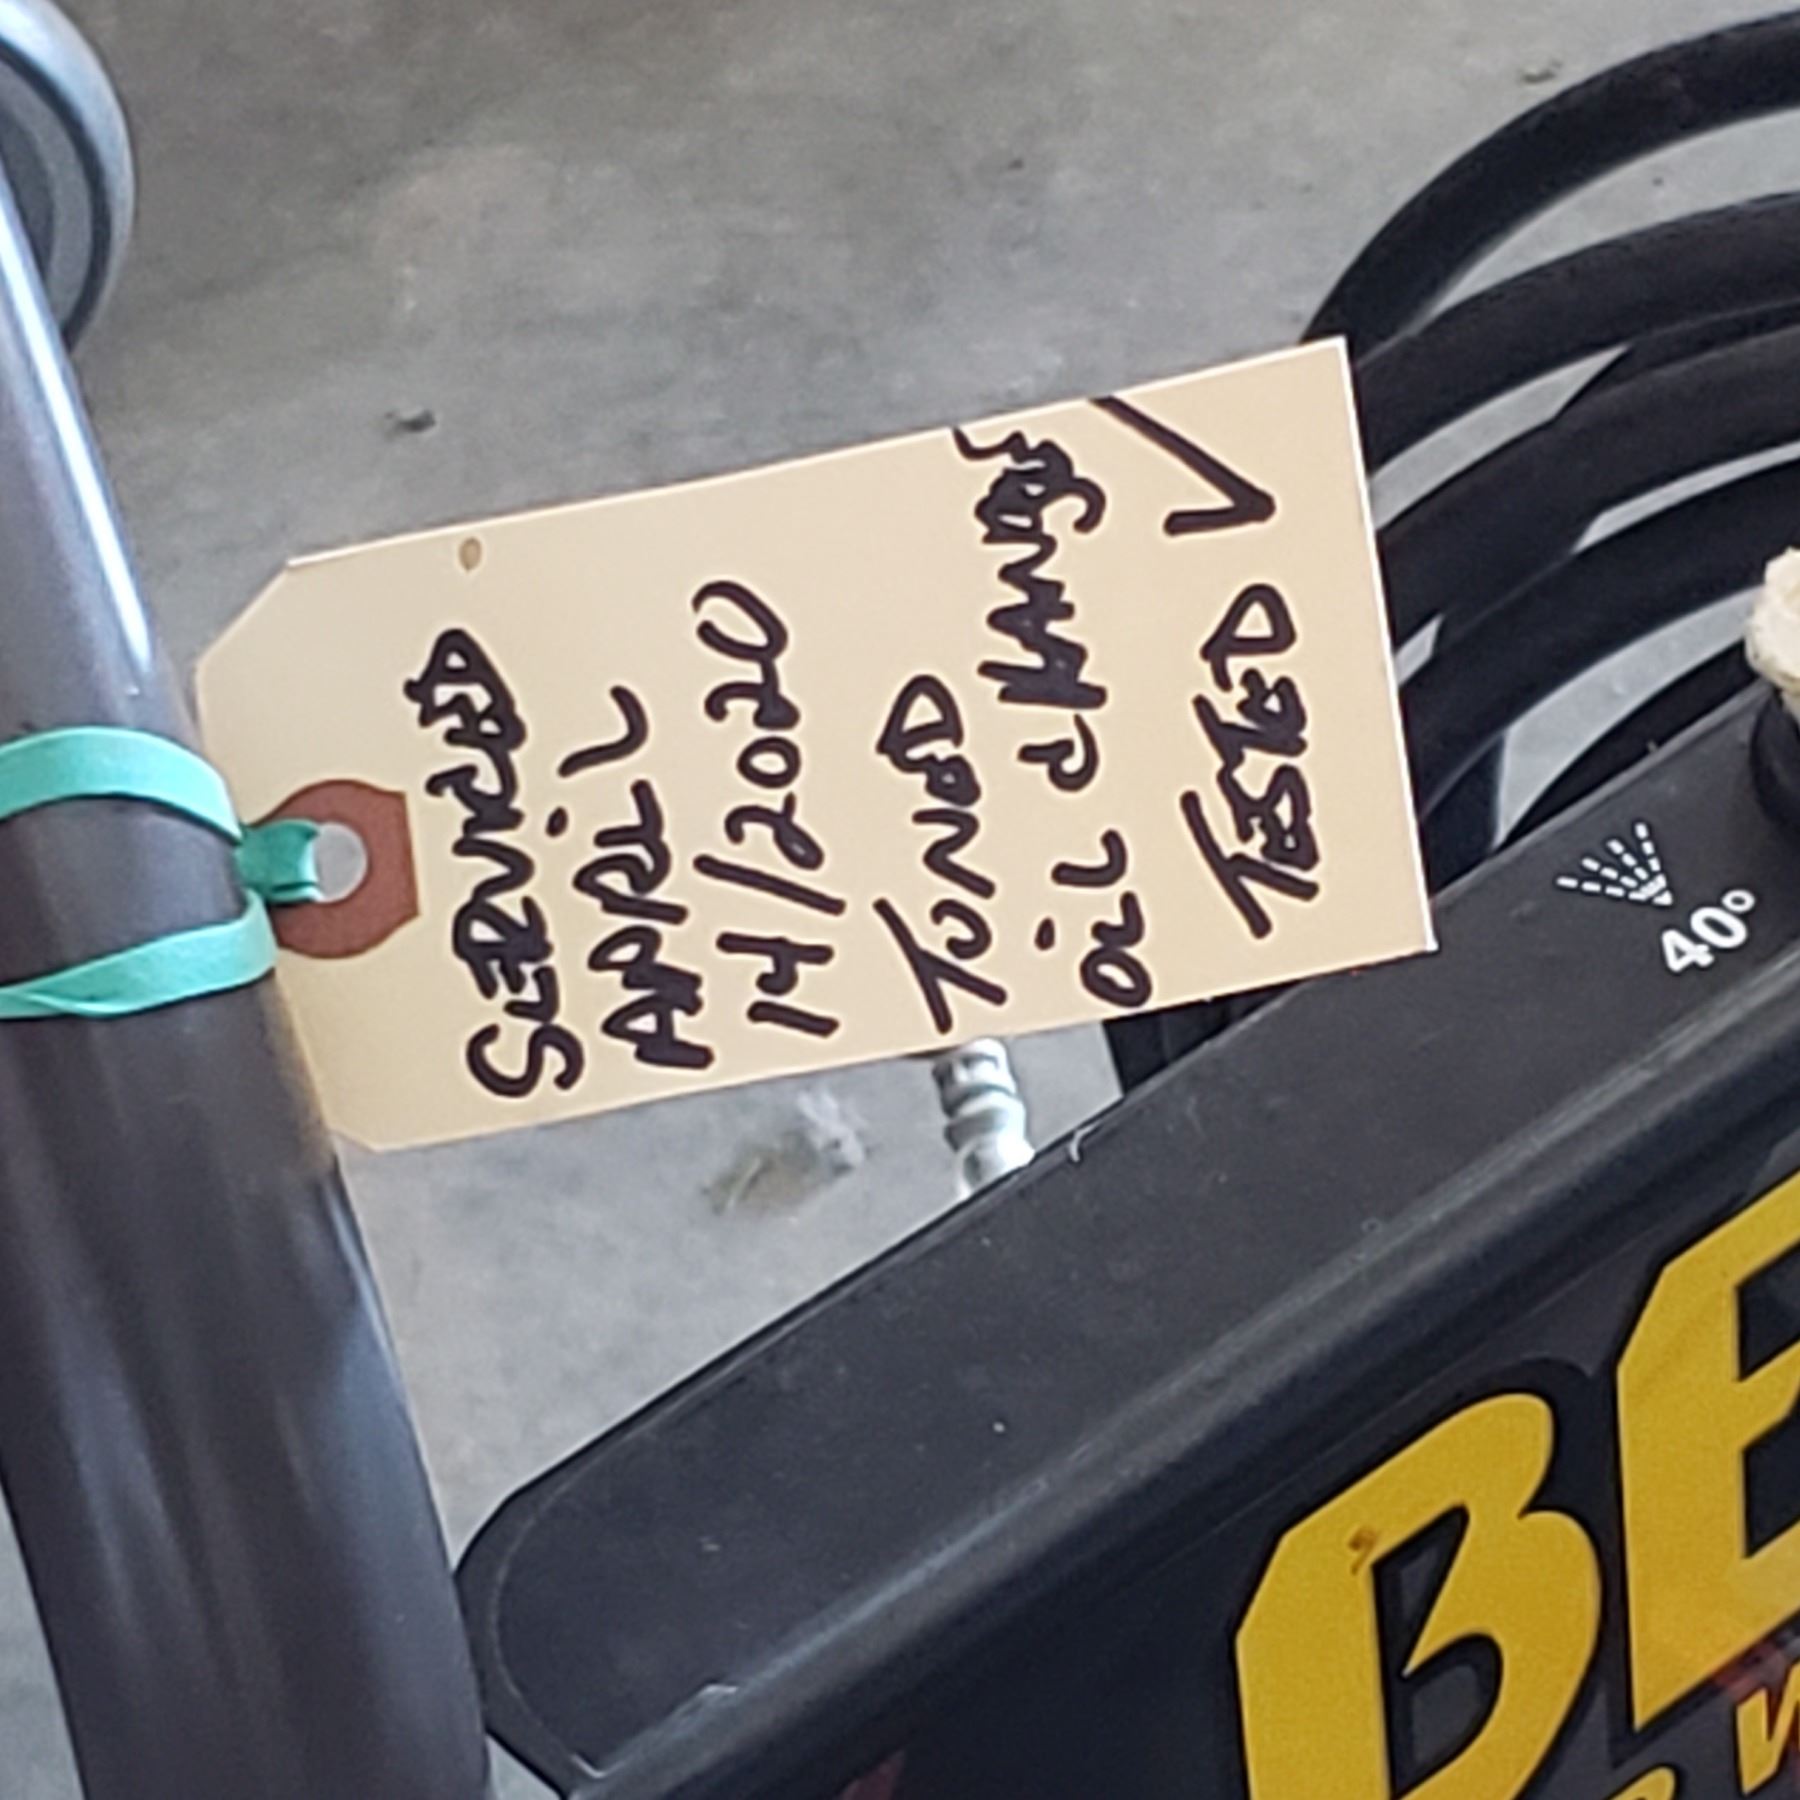 SERVICED
APRIL
14/2020
TUNED
OIL CHANGE
TESTED ✓
40°
BE